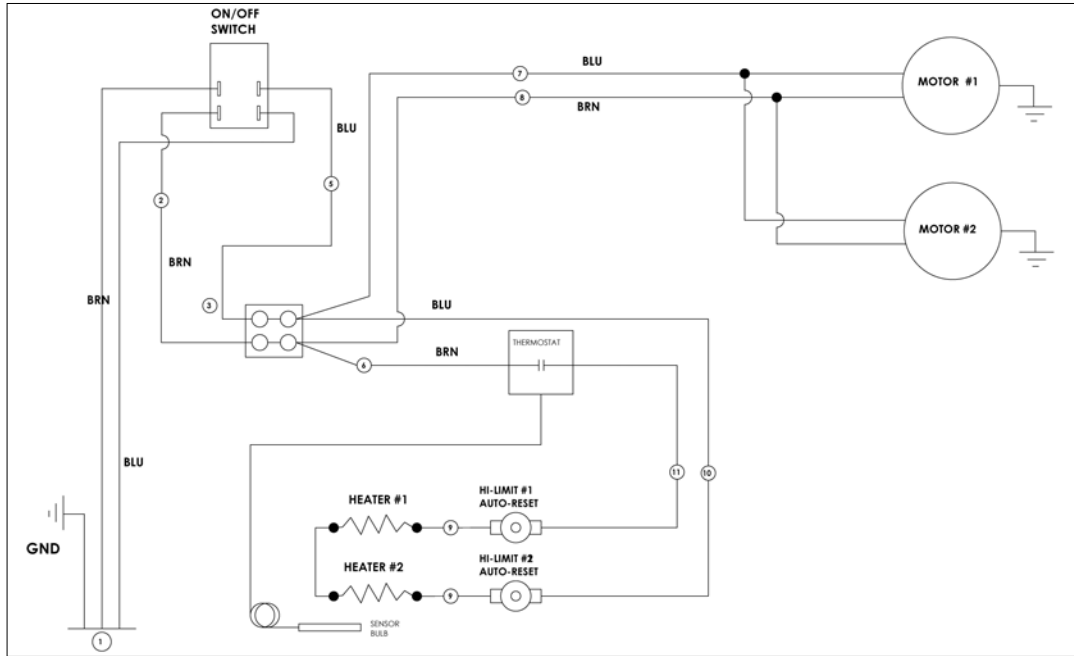 ON/OFF
SWITCH
BLU
7
MOTOR #1
8
BRN
BLU
5
2
MOTOR #2
BRN
BRN
3
BLU
THERMOSTAT
BRN
6
BLU
11
10
HI-LIMIT #1
AUTO-RESET
HEATER #1
9
GND
HI-LIMIT #2
AUTO-RESET
HEATER #2
9
SENSOR
BULB
1